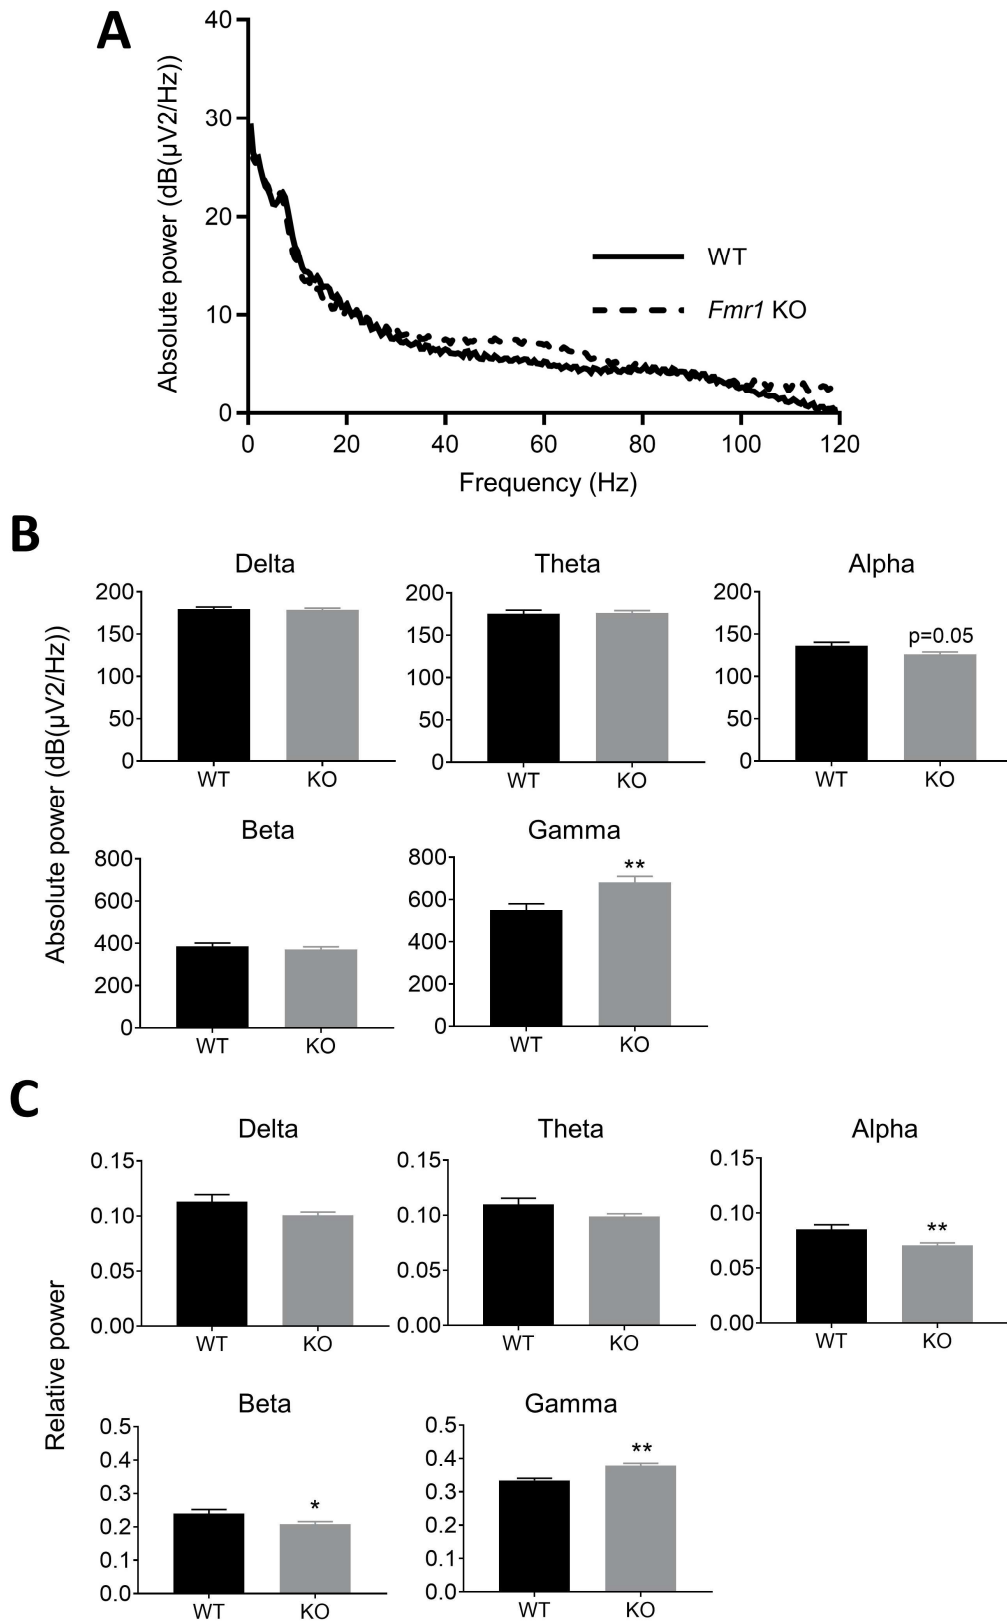 A
Absolute power (dB(µV2/Hz))
40
30
20
10
0
WT
Fmr1 KO
0 20 40 60 80 100 120
Frequency (Hz)
B
Absolute power (dB(µV2/Hz))
Delta
200
150
100
50
0
WT KO
Theta
200
150
100
50
0
WT KO
Alpha
200
150
100
50
0
p=0.05
WT KO
Beta
800
600
400
200
0
WT KO
Gamma
800
600
400
200
0
**
WT KO
C
Relative power
Delta
0.15
0.10
0.05
0.00
WT KO
Theta
0.15
0.10
0.05
0.00
WT KO
Alpha
0.15
0.10
0.05
0.00
**
WT KO
Beta
0.5
0.4
0.3
0.2
0.1
0.0
*
WT KO
Gamma
0.5
0.4
0.3
0.2
0.1
0.0
**
WT KO